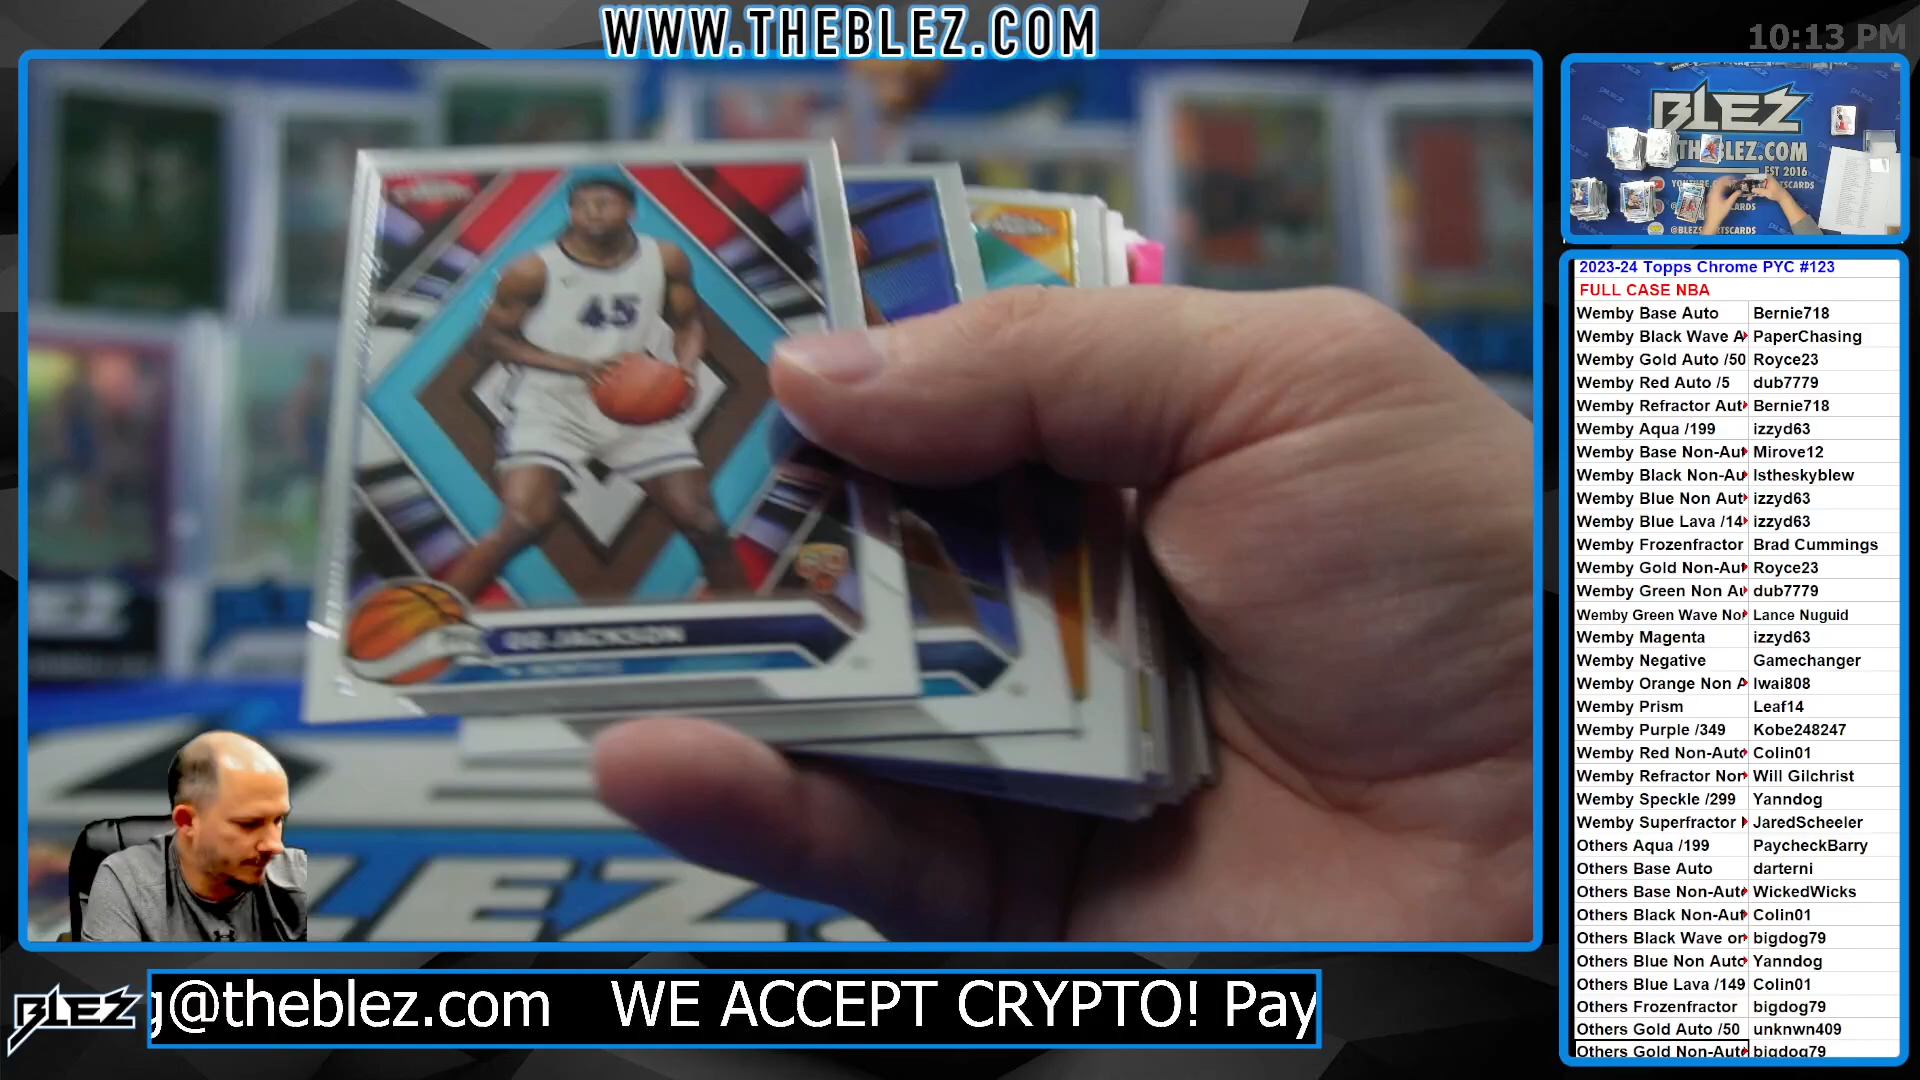 WWW.THEBLEZ.COM
10:13 PM
45
GG JACKSON
BLEZ
THEBLEZ.COM
EST 2016
2023-24 Topps Chrome PYC #123
FULL CASE NBA
Wemby Base Auto Bernie718
Wemby Black Wave A PaperChasing
Wemby Gold Auto /50 Royce23
Wemby Red Auto /5 dub7779
Wemby Refractor Aut Bernie718
Wemby Aqua /199 izzyd63
Wemby Base Non-Aut Mirove12
Wemby Black Non-Au Istheskyblew
Wemby Blue Non Aut izzyd63
Wemby Blue Lava /14 izzyd63
Wemby Frozenfractor Brad Cummings
Wemby Gold Non-Aut Royce23
Wemby Green Non Au dub7779
Wemby Green Wave No Lance Nuguid
Wemby Magenta izzyd63
Wemby Negative Gamechanger
Wemby Orange Non A Iwai808
Wemby Prism Leaf14
Wemby Purple /349 Kobe248247
Wemby Red Non-Auto Colin01
Wemby Refractor Non Will Gilchrist
Wemby Speckle /299 Yanndog
Wemby Superfractor JaredScheeler
Others Aqua /199 PaycheckBarry
Others Base Auto darterni
Others Base Non-Auto WickedWicks
Others Black Non-Aut Colin01
Others Black Wave or bigdog79
Others Blue Non Auto Yanndog
Others Blue Lava /149 Colin01
Others Frozenfractor bigdog79
Others Gold Auto /50 unknwn409
Others Gold Non-Auto bigdog79
BLEZ
g@theblez.com WE ACCEPT CRYPTO! Pay